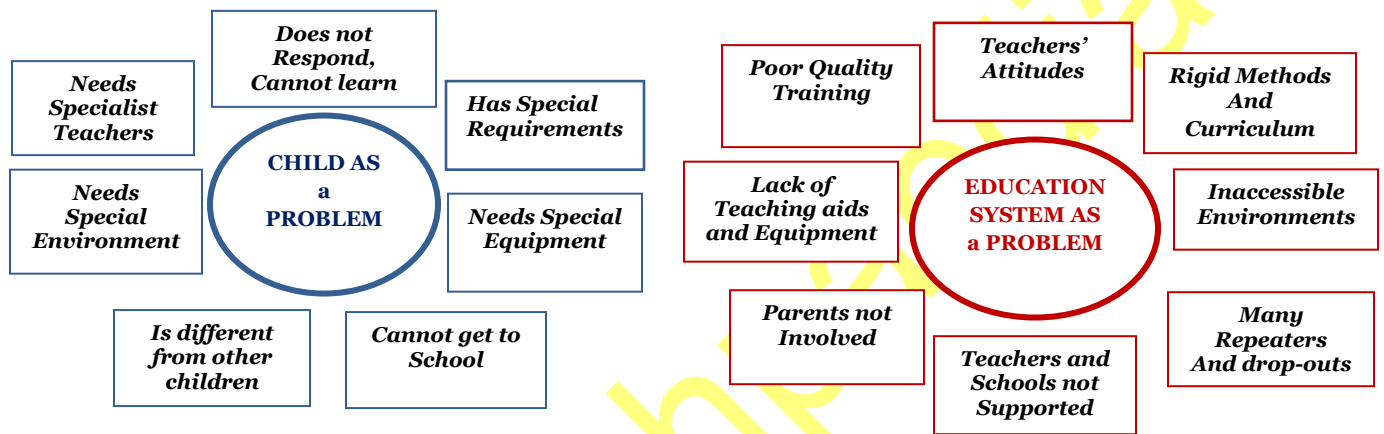 Does not
Respond,
Cannot learn
Needs
Specialist
Teachers
Has Special
Requirements
CHILD AS
a
PROBLEM
Needs
Special
Environment
Needs Special
Equipment
Is different
from other
children
Cannot get to
School
Teachers’
Attitudes
Poor Quality
Training
Rigid Methods
And
Curriculum
Lack of
Teaching aids
and Equipment
EDUCATION
SYSTEM AS
a PROBLEM
Inaccessible
Environments
Parents not
Involved
Many
Repeaters
And drop-outs
Teachers and
Schools not
Supported